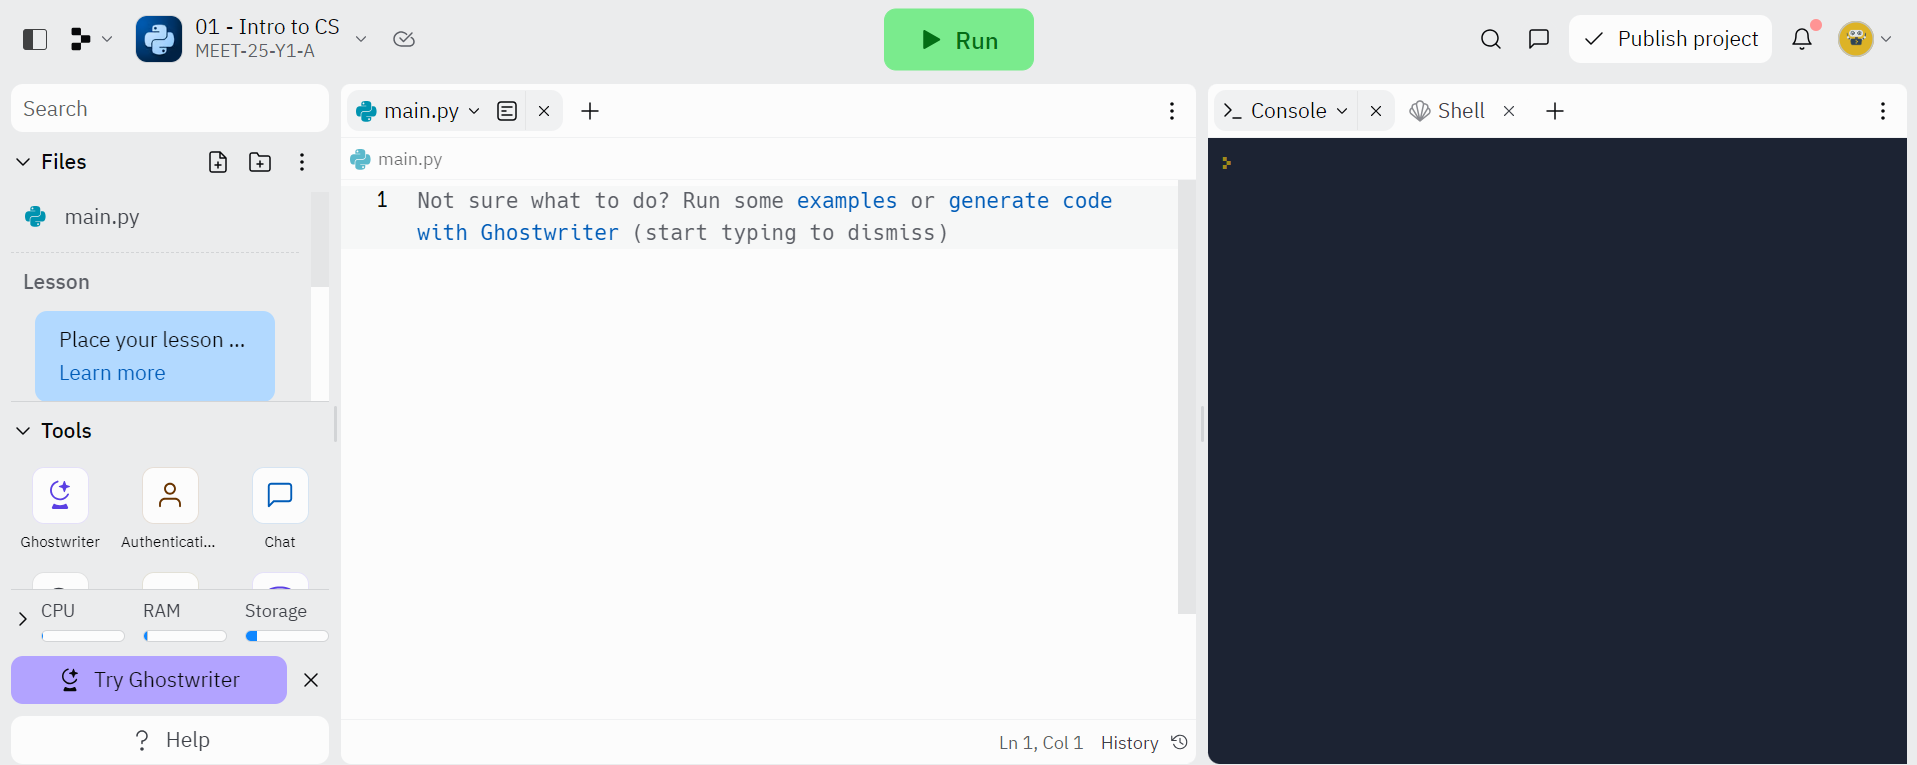 01 - Intro to CS
MEET-25-Y1-A
Run
Publish project
Search
Files
main.py
Lesson
Place your lesson ...
Learn more
Tools
Ghostwriter
Authenticati...
Chat
CPU
RAM
Storage
Try Ghostwriter
Help
main.py
main.py
1 Not sure what to do? Run some examples or generate code
with Ghostwriter (start typing to dismiss)
Ln 1, Col 1
History
Console
Shell